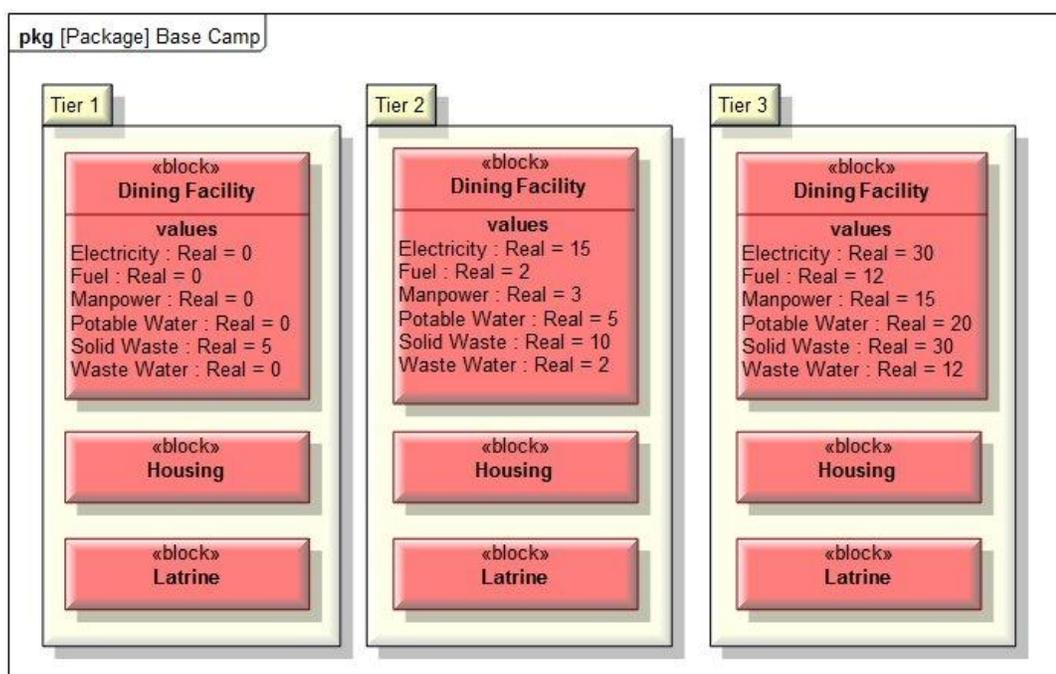 pkg [Package] Base Camp
Tier 1
«block»
Dining Facility
values
Electricity : Real = 0
Fuel : Real = 0
Manpower : Real = 0
Potable Water : Real = 0
Solid Waste : Real = 5
Waste Water : Real = 0
«block»
Housing
«block»
Latrine
Tier 2
«block»
Dining Facility
values
Electricity : Real = 15
Fuel : Real = 2
Manpower : Real = 3
Potable Water : Real = 5
Solid Waste : Real = 10
Waste Water : Real = 2
«block»
Housing
«block»
Latrine
Tier 3
«block»
Dining Facility
values
Electricity : Real = 30
Fuel : Real = 12
Manpower : Real = 15
Potable Water : Real = 20
Solid Waste : Real = 30
Waste Water : Real = 12
«block»
Housing
«block»
Latrine